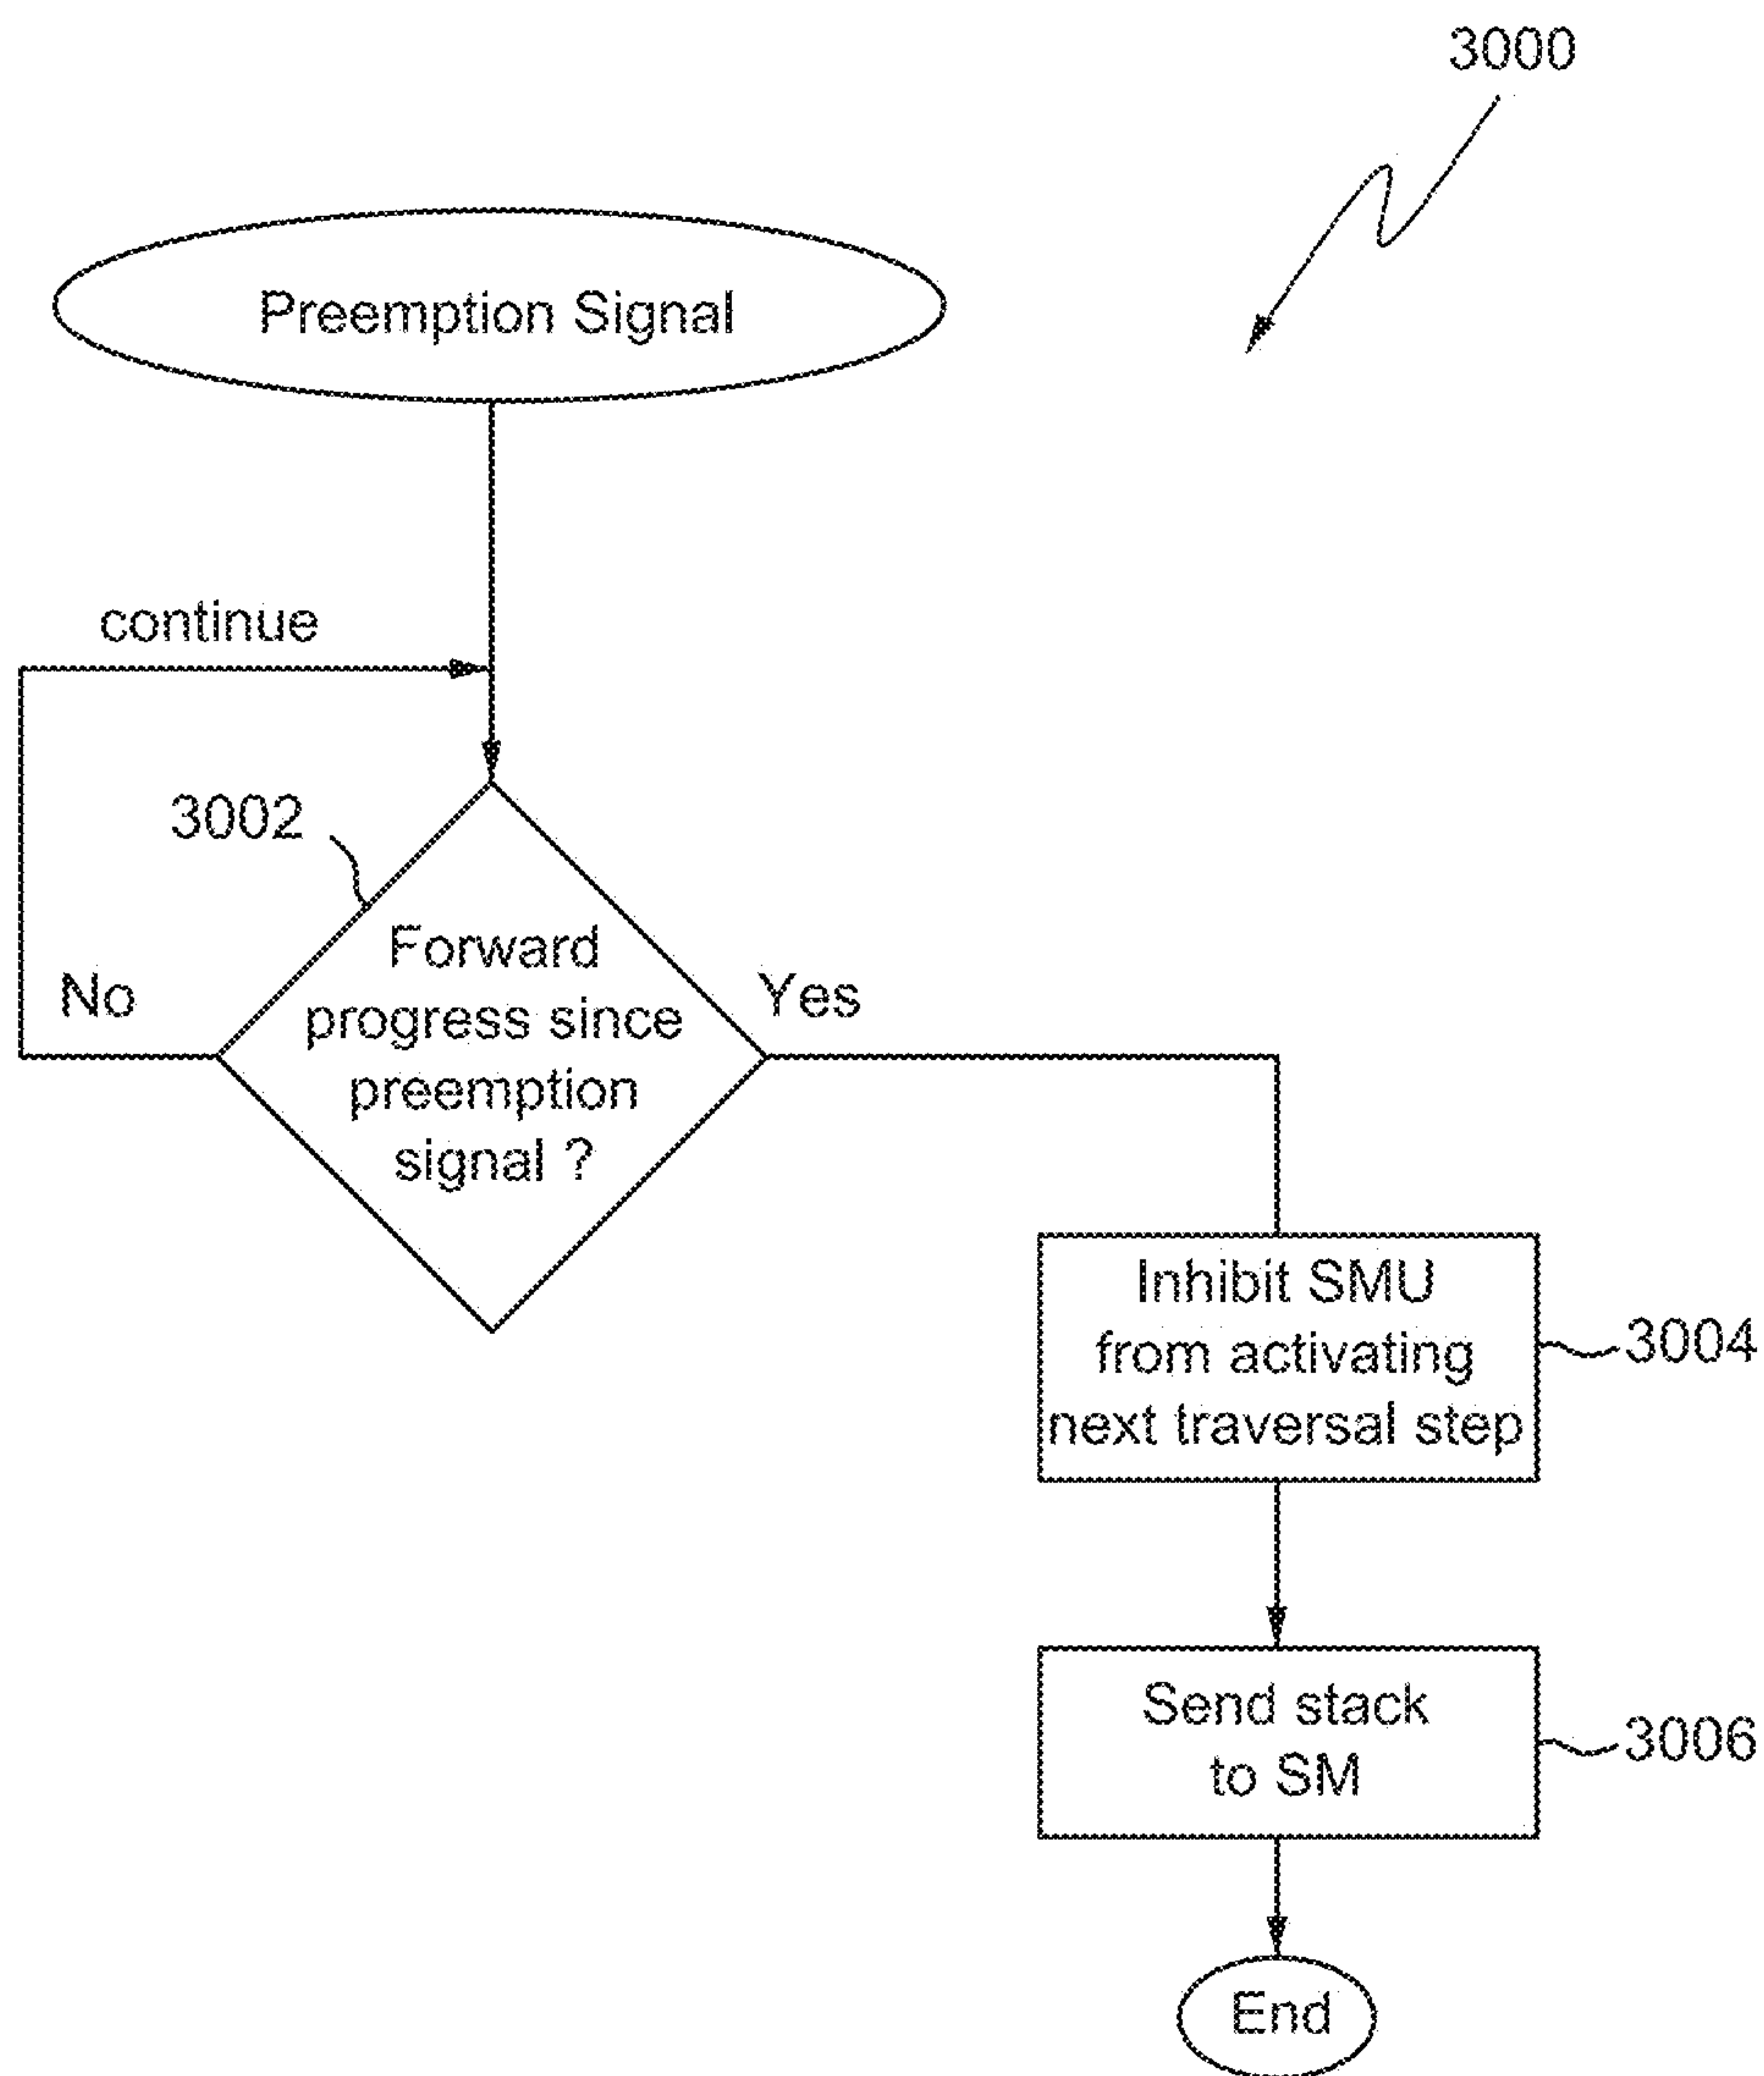 3000
Preemption Signal
continue
3002
Forward
progress since
preemption
signal ?
No
Yes
Inhibit SMU
from activating
next traversal step
3004
Send stack
to SM
3006
End